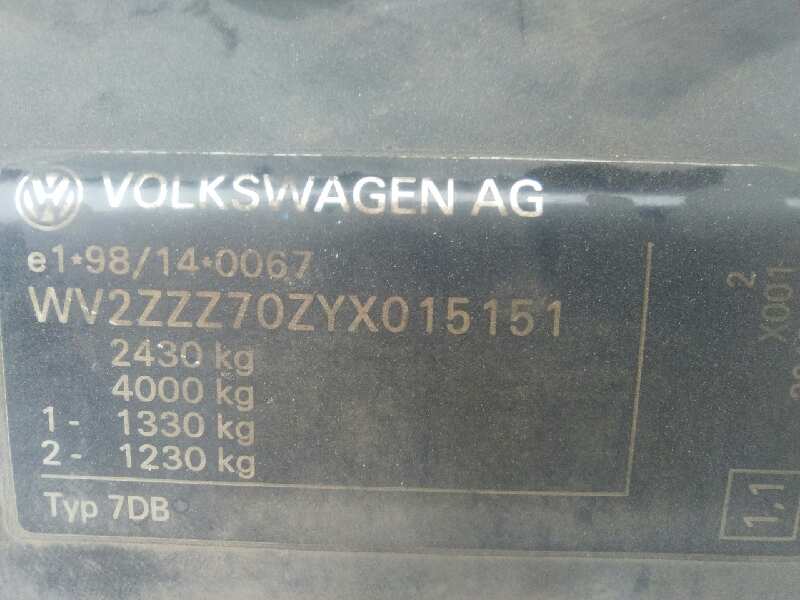 VOLKSWAGEN AG
e1*98/14*0067
WV2ZZZ70ZYX015151
2430 kg
4000 kg
1- 1330 kg
2- 1230 kg
Typ 7DB
2
X001
1,1